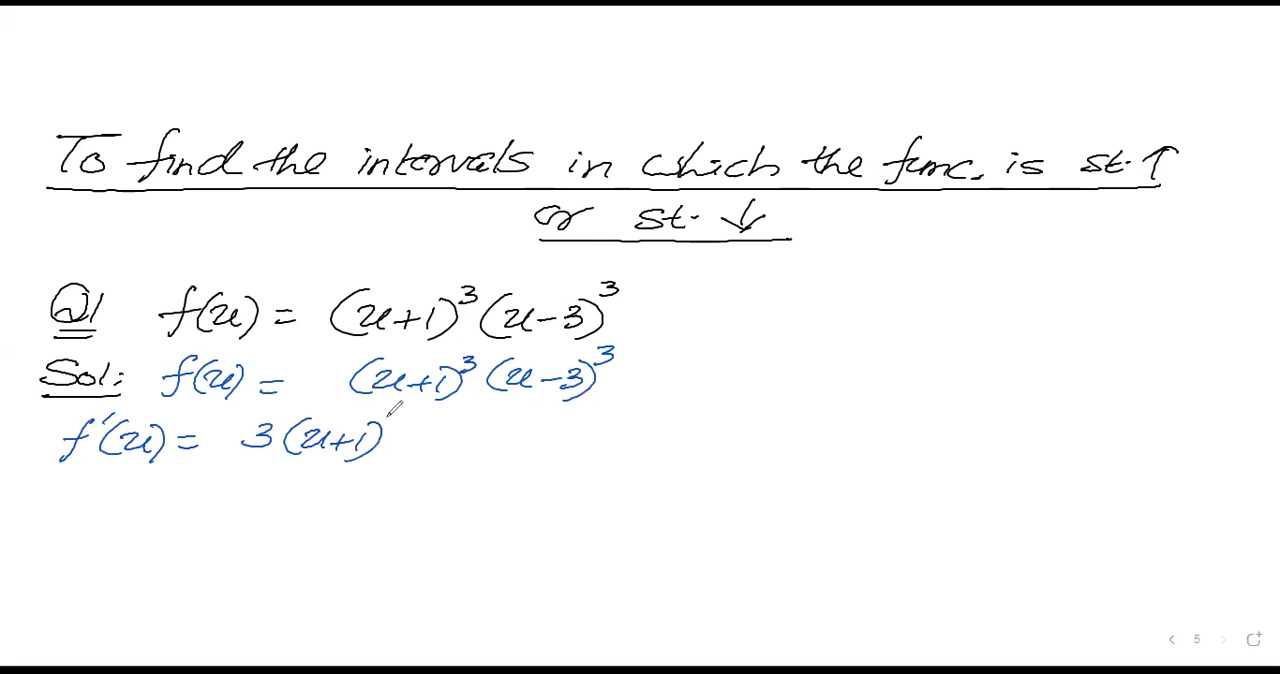 To find the intervals in which the func. is st. ↑
or st. ↓
Q1 f(x) = (x+1)³ (x-3)³
Sol: f(x) = (x+1)³ (x-3)³
f'(x) = 3(x+1)
< 5 >